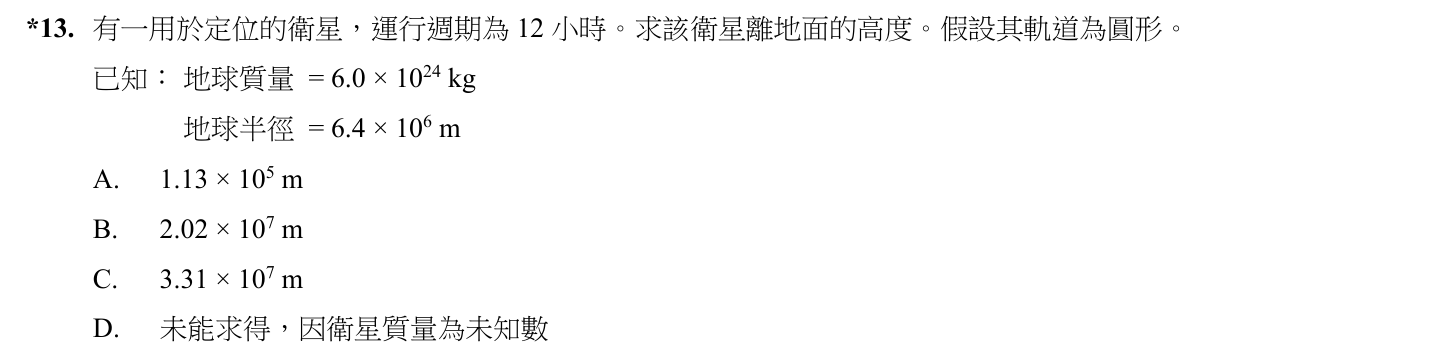 *13. 有一用於定位的衛星，運行週期為 12 小時。求該衛星離地面的高度。假設其軌道為圓形。
已知： 地球質量 = 6.0 × 10²⁴ kg
地球半徑 = 6.4 × 10⁶ m
A. 1.13 × 10⁵ m
B. 2.02 × 10⁷ m
C. 3.31 × 10⁷ m
D. 未能求得，因衛星質量為未知數